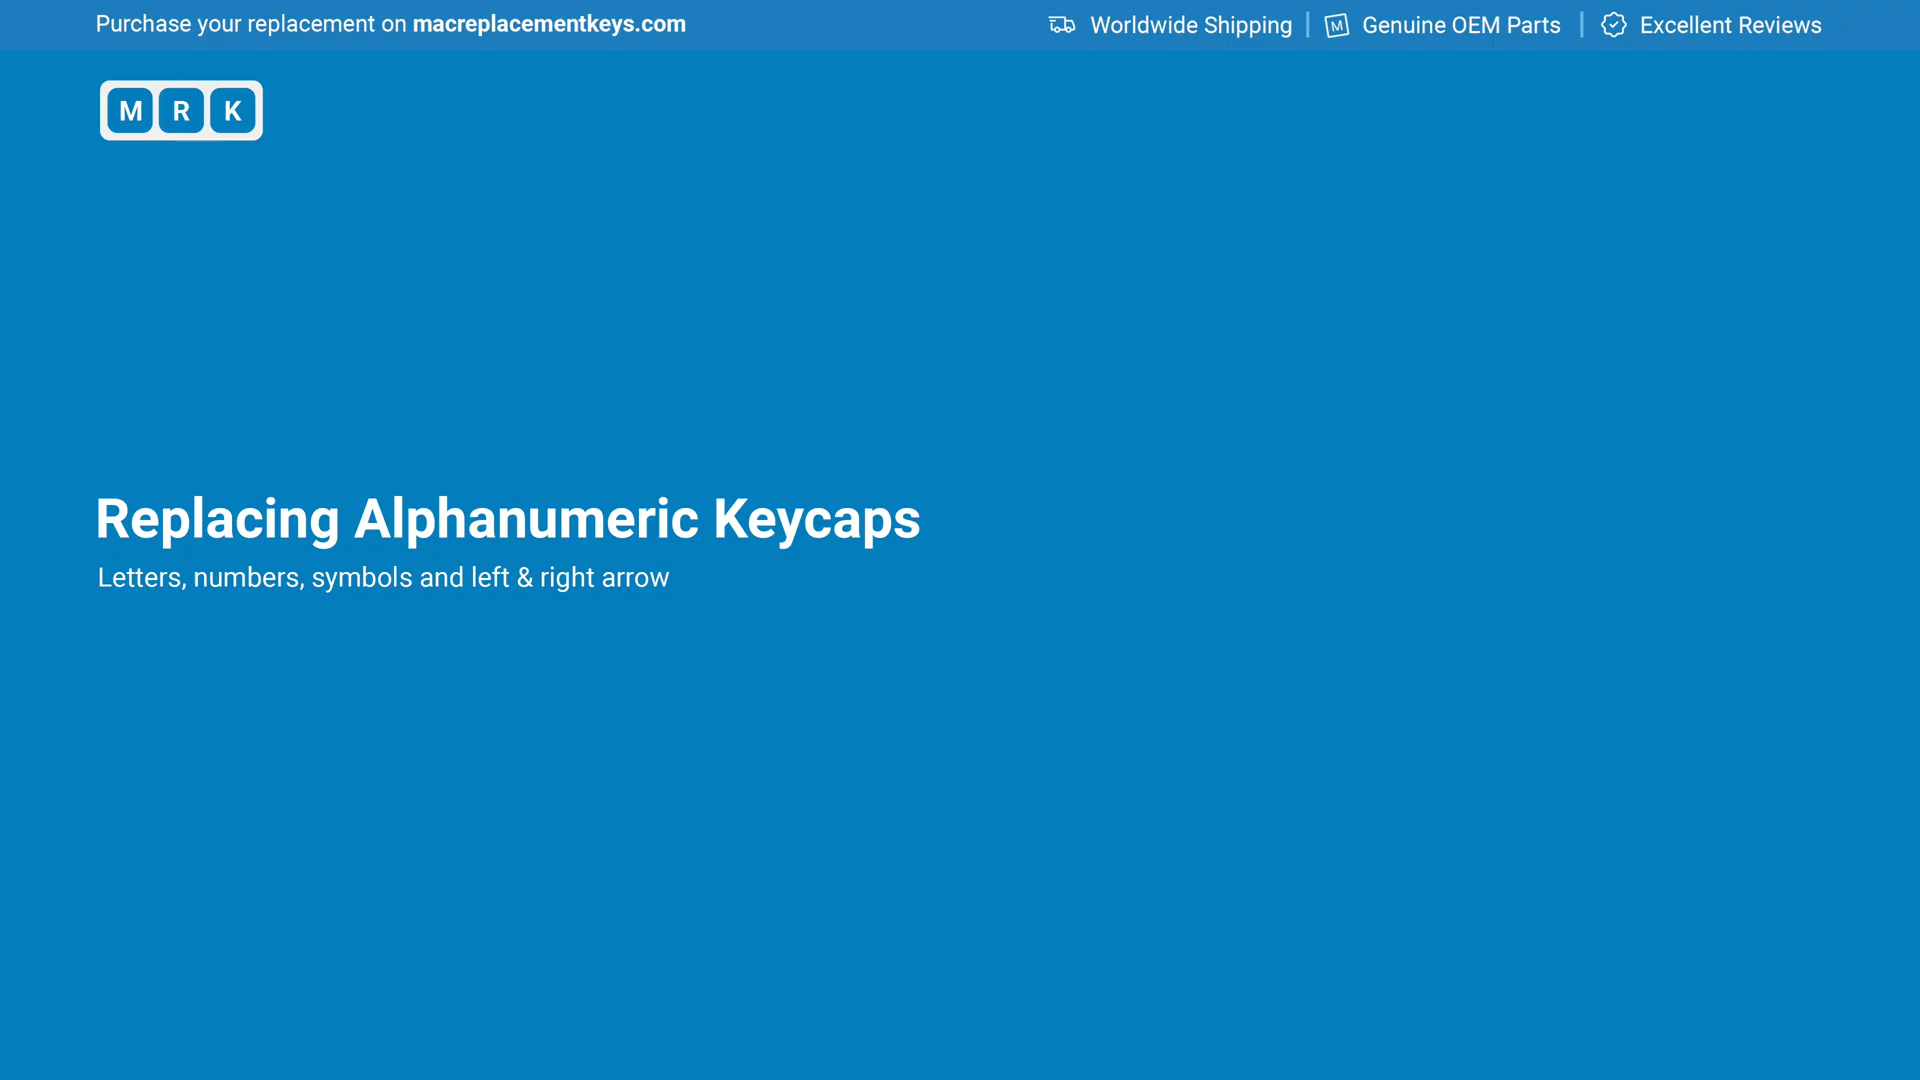 Purchase your replacement on macreplacementkeys.com
Worldwide Shipping | M Genuine OEM Parts | Excellent Reviews
M R K
Replacing Alphanumeric Keycaps
Letters, numbers, symbols and left & right arrow